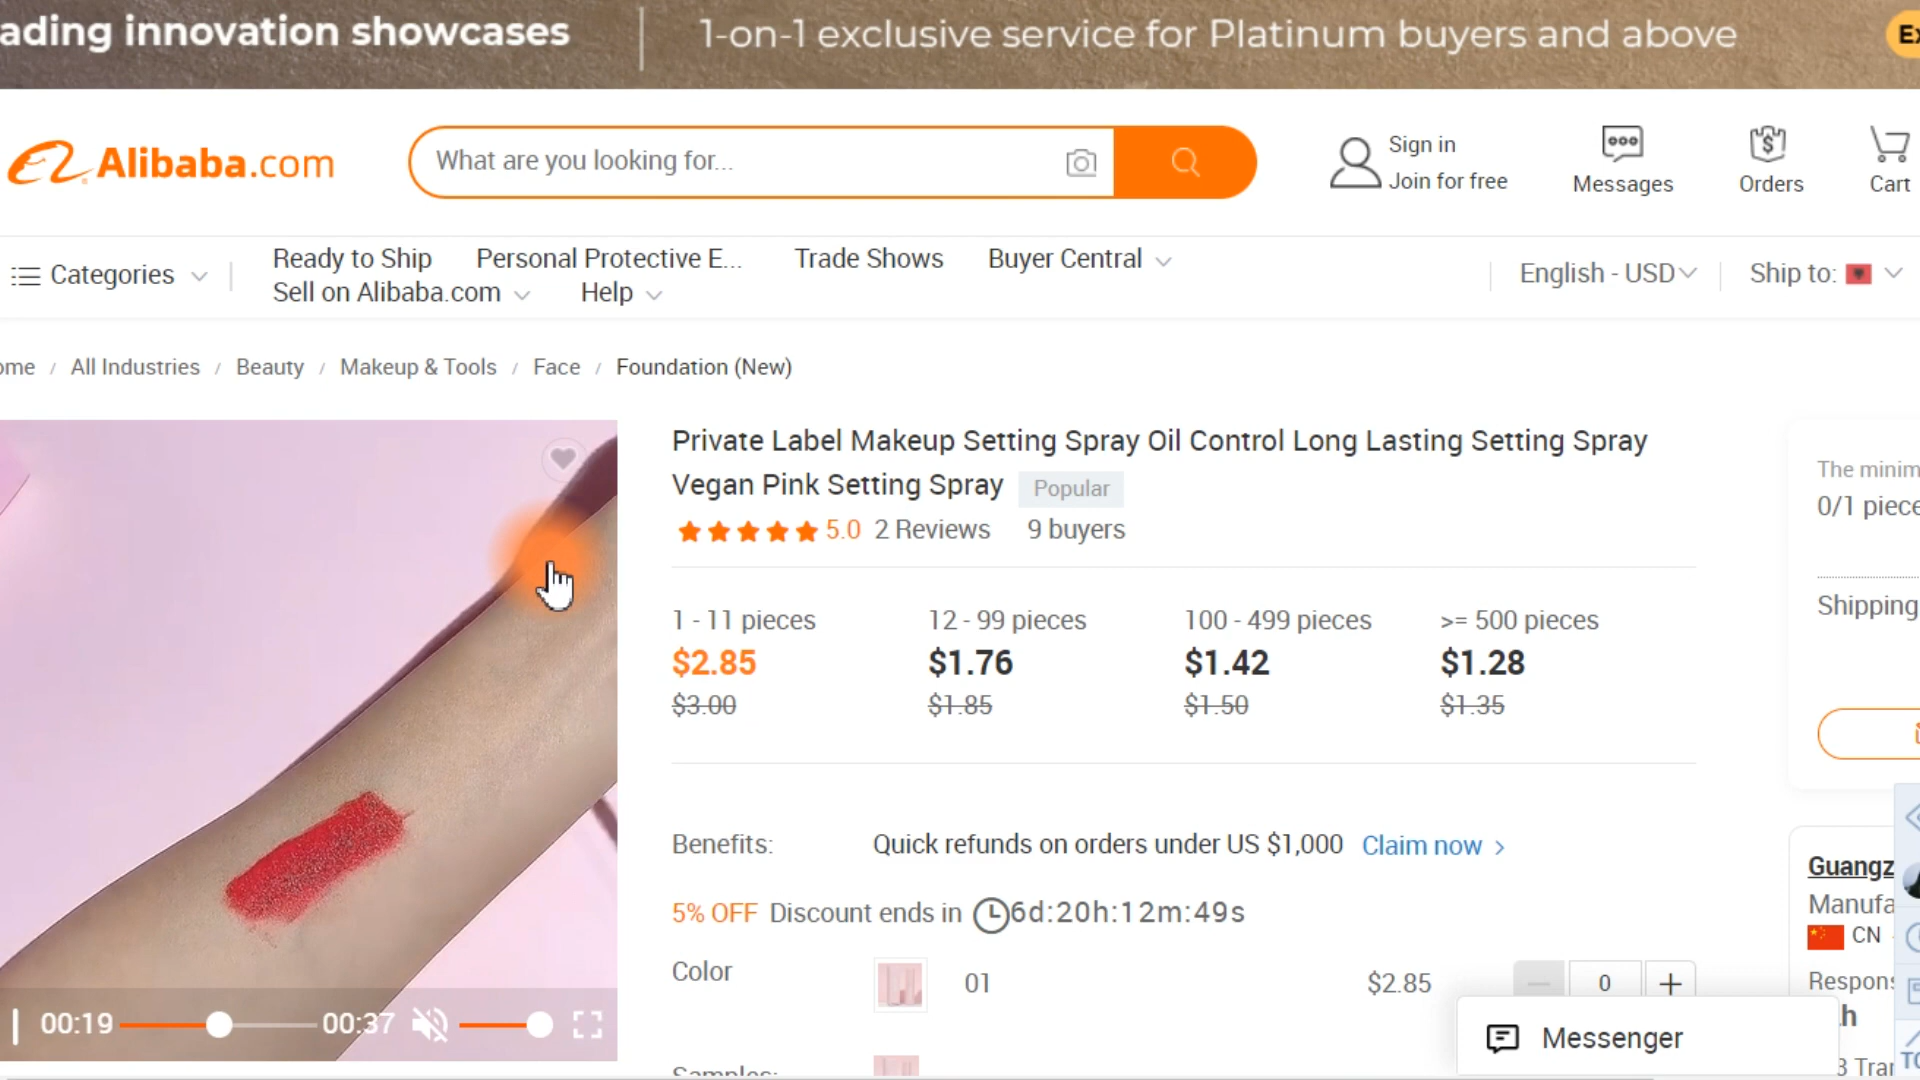 ading innovation showcases
1-on-1 exclusive service for Platinum buyers and above
Ex
Alibaba.com
What are you looking for...
Sign in
Join for free
Messages
Orders
Cart
Categories
Ready to Ship
Personal Protective E...
Trade Shows
Buyer Central
Sell on Alibaba.com
Help
English - USD
Ship to:
ome / All Industries / Beauty / Makeup & Tools / Face / Foundation (New)
Private Label Makeup Setting Spray Oil Control Long Lasting Setting Spray
Vegan Pink Setting Spray
Popular
5.0 2 Reviews 9 buyers
1 - 11 pieces
$2.85
$3.00
12 - 99 pieces
$1.76
$1.85
100 - 499 pieces
$1.42
$1.50
>= 500 pieces
$1.28
$1.35
Benefits: Quick refunds on orders under US $1,000 Claim now >
5% OFF Discount ends in 6d:20h:12m:49s
Color
01
$2.85
0
Samples:
00:19
00:37
The minim
0/1 piece
Shipping
Guangz
Manufa
CN
Respons
h
3 Tran
TO
Messenger